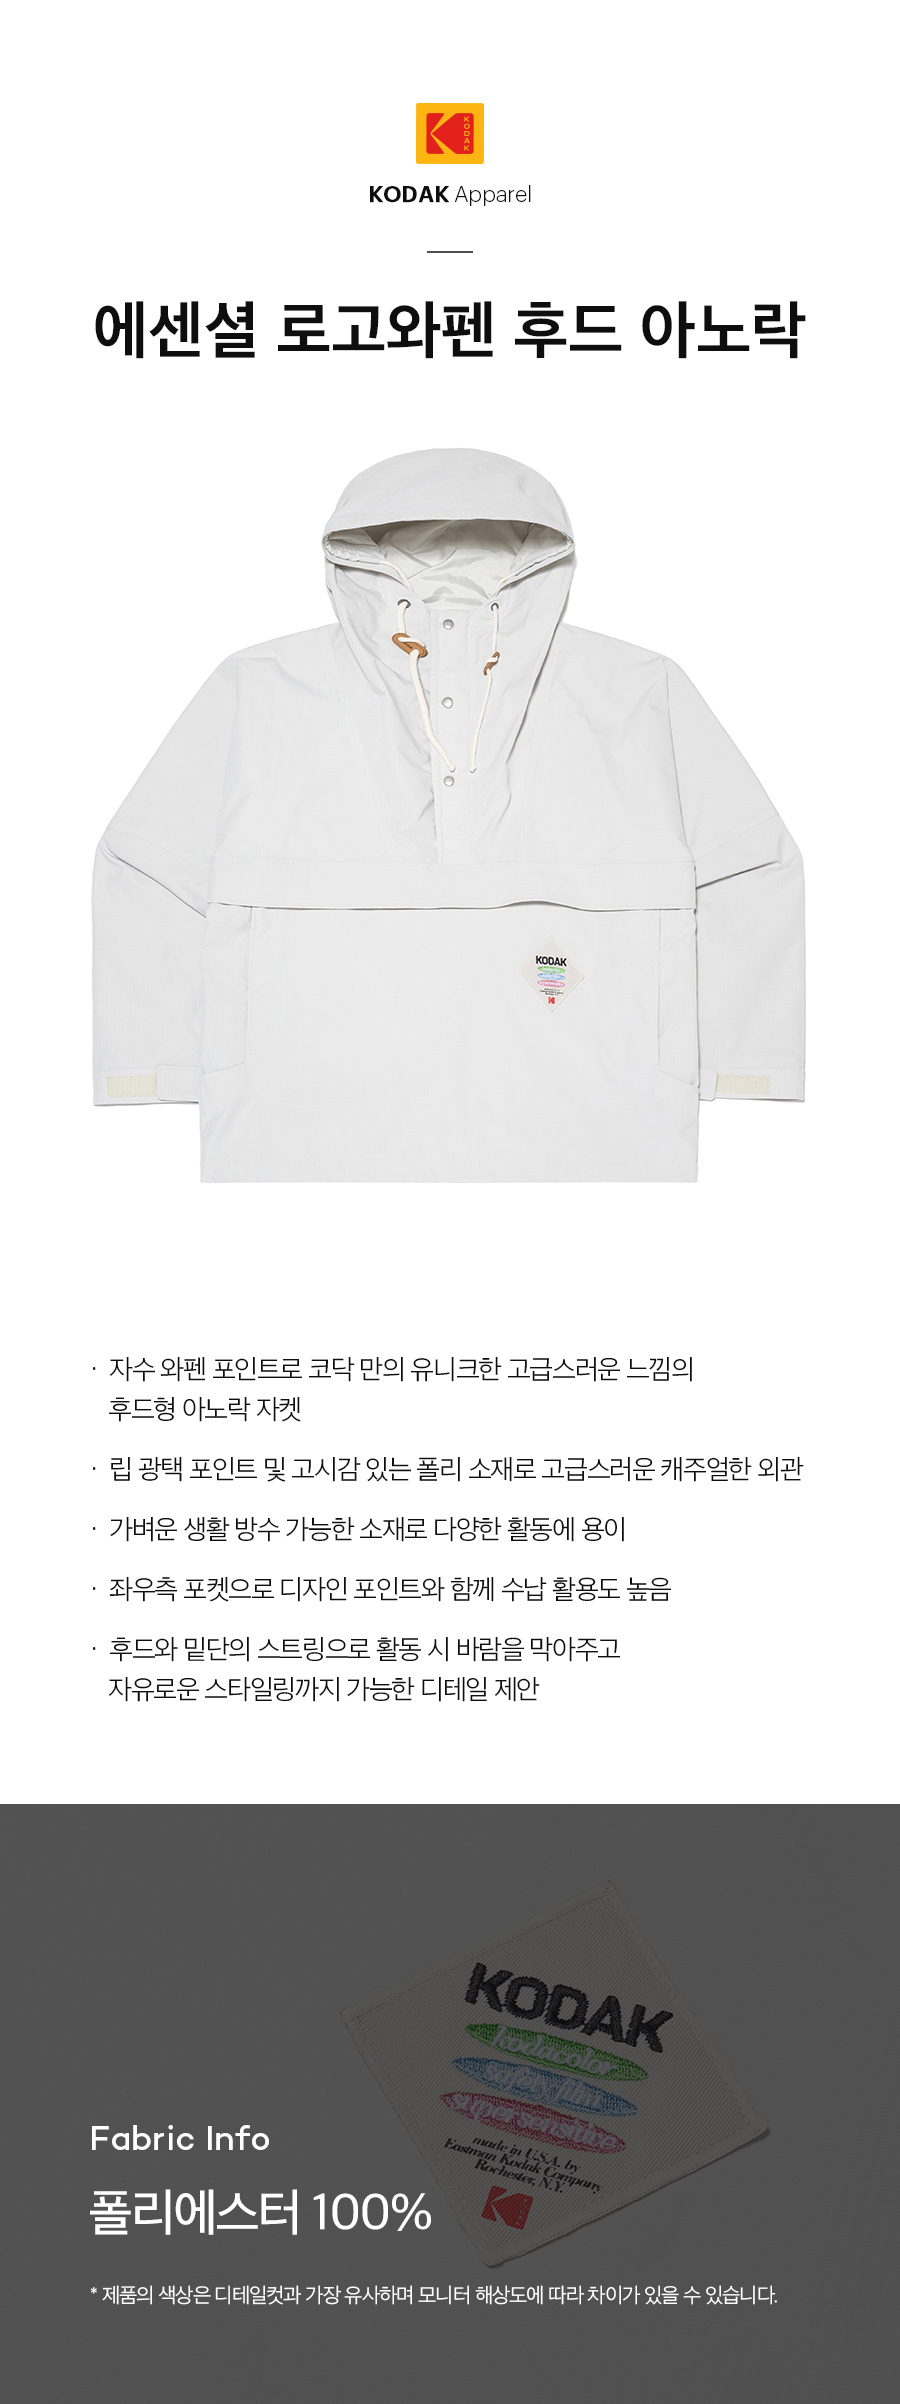 KODAK
KODAK Apparel
에센셜 로고와펜 후드 아노락
KODAK
· 자수 와펜 포인트로 코닥 만의 유니크한 고급스러운 느낌의
후드형 아노락 자켓
· 립 광택 포인트 및 고시감 있는 폴리 소재로 고급스러운 캐주얼한 외관
· 가벼운 생활 방수 가능한 소재로 다양한 활동에 용이
· 좌우측 포켓으로 디자인 포인트와 함께 수납 활용도 높음
· 후드와 밑단의 스트링으로 활동 시 바람을 막아주고
자유로운 스타일링까지 가능한 디테일 제안
KODAK
kodacolor
safety film
super sensitive
made in U.S.A. by
Eastman Kodak Company
Rochester, N.Y.
Fabric Info
폴리에스터 100%
* 제품의 색상은 디테일컷과 가장 유사하며 모니터 해상도에 따라 차이가 있을 수 있습니다.